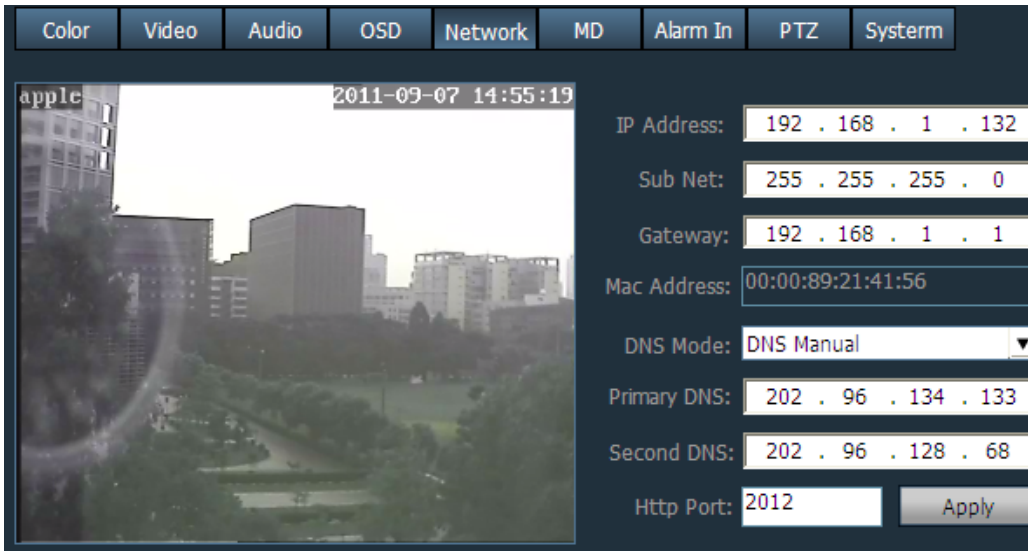 Color Video Audio OSD Network MD Alarm In PTZ Systerm
apple 2011-09-07 14:55:19
IP Address: 192 . 168 . 1 . 132
Sub Net: 255 . 255 . 255 . 0
Gateway: 192 . 168 . 1 . 1
Mac Address: 00:00:89:21:41:56
DNS Mode: DNS Manual
Primary DNS: 202 . 96 . 134 . 133
Second DNS: 202 . 96 . 128 . 68
Http Port: 2012 Apply